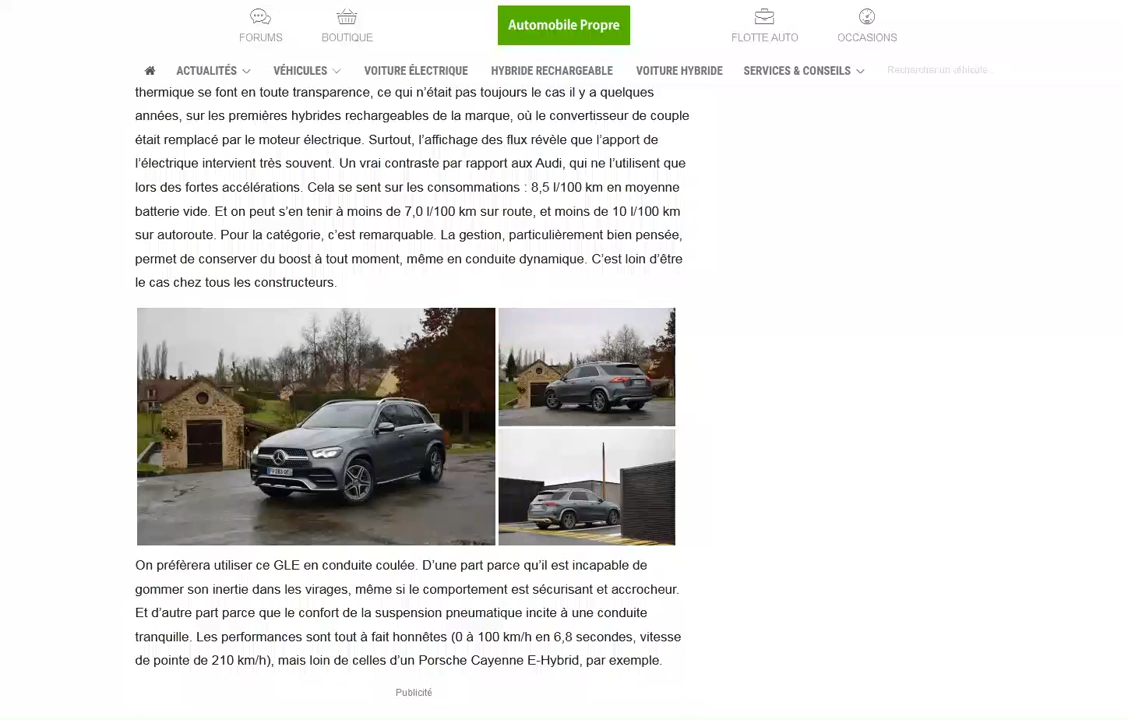 FORUMS
BOUTIQUE
Automobile Propre
FLOTTE AUTO
OCCASIONS
ACTUALITÉS
VÉHICULES
VOITURE ÉLECTRIQUE
HYBRIDE RECHARGEABLE
VOITURE HYBRIDE
SERVICES & CONSEILS
Rechercher un véhicule...
thermique se font en toute transparence, ce qui n’était pas toujours le cas il y a quelques
années, sur les premières hybrides rechargeables de la marque, où le convertisseur de couple
était remplacé par le moteur électrique. Surtout, l’affichage des flux révèle que l’apport de
l’électrique intervient très souvent. Un vrai contraste par rapport aux Audi, qui ne l’utilisent que
lors des fortes accélérations. Cela se sent sur les consommations : 8,5 l/100 km en moyenne
batterie vide. Et on peut s’en tenir à moins de 7,0 l/100 km sur route, et moins de 10 l/100 km
sur autoroute. Pour la catégorie, c’est remarquable. La gestion, particulièrement bien pensée,
permet de conserver du boost à tout moment, même en conduite dynamique. C’est loin d’être
le cas chez tous les constructeurs.
On préfèrera utiliser ce GLE en conduite coulée. D’une part parce qu’il est incapable de
gommer son inertie dans les virages, même si le comportement est sécurisant et accrocheur.
Et d’autre part parce que le confort de la suspension pneumatique incite à une conduite
tranquille. Les performances sont tout à fait honnêtes (0 à 100 km/h en 6,8 secondes, vitesse
de pointe de 210 km/h), mais loin de celles d’un Porsche Cayenne E-Hybrid, par exemple.
Publicité